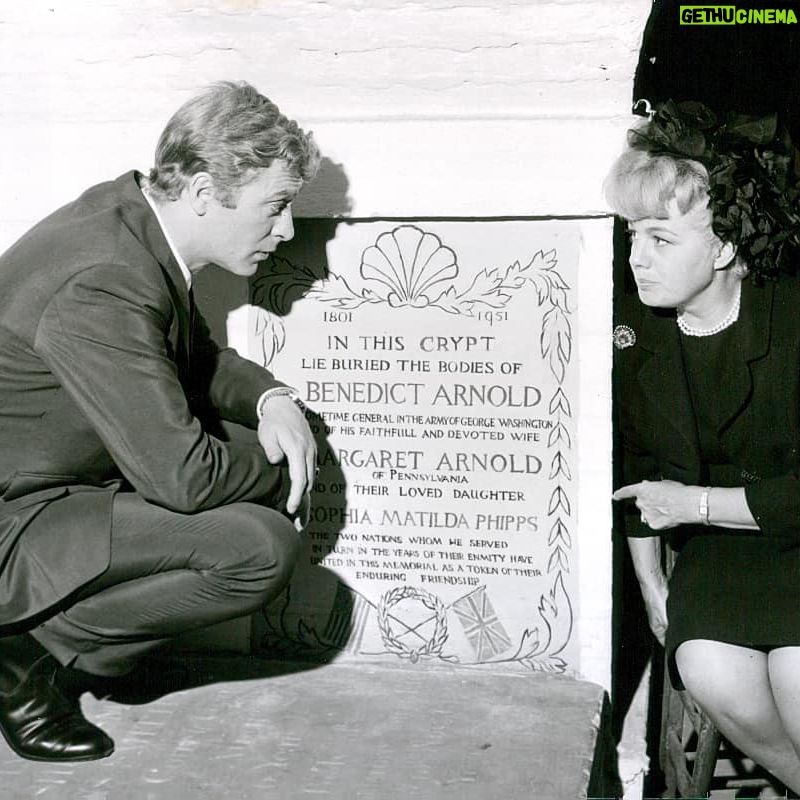 GETHUCINEMA
1801 1951
IN THIS CRYPT
LIE BURIED THE BODIES OF
BENEDICT ARNOLD
OMETIME GENERAL IN THE ARMY OF GEORGE WASHINGTON
D OF HIS FAITHFULL AND DEVOTED WIFE
ARGARET ARNOLD
OF PENNSYLVANIA
ND OF THEIR LOVED DAUGHTER
SOPHIA MATILDA PHIPPS
THE TWO NATIONS WHOM HE SERVED
IN TURN IN THE YEARS OF THEIR ENMITY HAVE
UNITED IN THIS MEMORIAL AS A TOKEN OF THEIR
ENDURING FRIENDSHIP